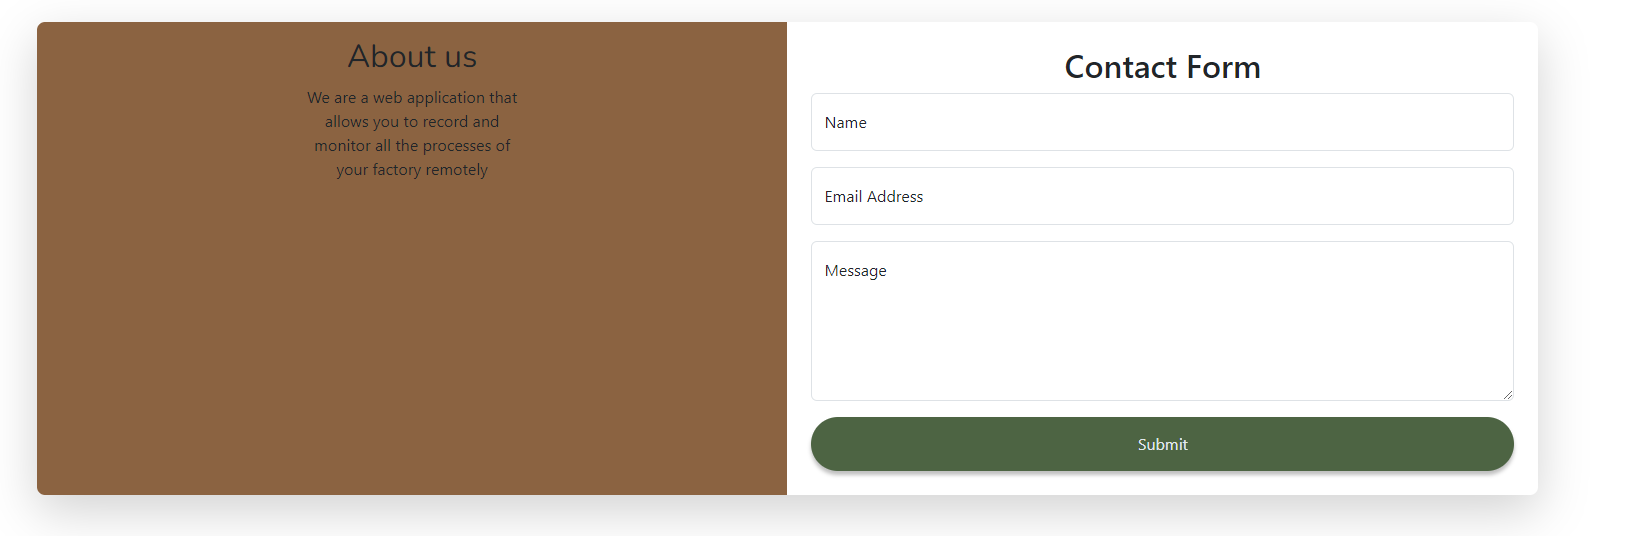 About us
We are a web application that
allows you to record and
monitor all the processes of
your factory remotely
Contact Form
Name
Email Address
Message
Submit